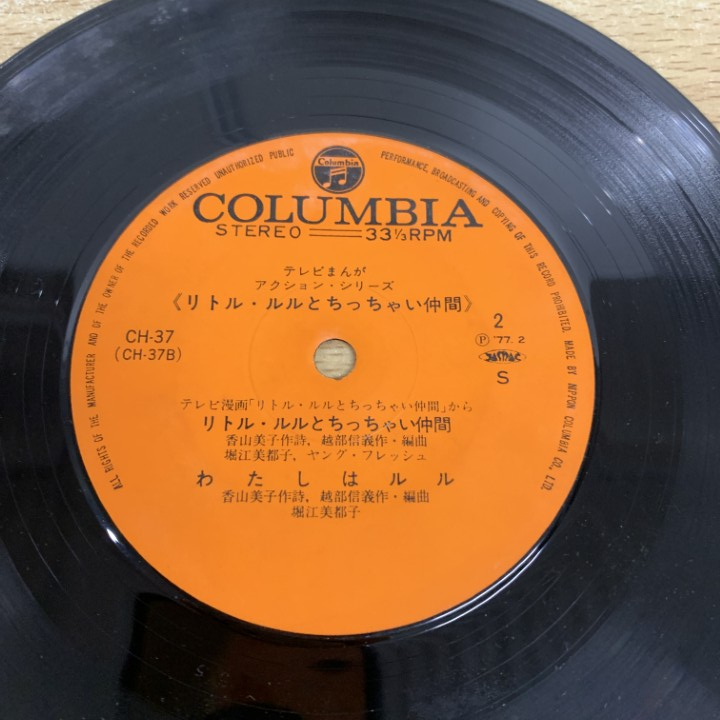 Columbia
COLUMBIA
STEREO 33 1/3 RPM
テレビまんが
アクション・シリーズ
《リトル・ルルとちっちゃい仲間》
CH-37
(CH-37B)
2
Ⓟ '77. 2
JASRAC
S
テレビ漫画「リトル・ルルとちっちゃい仲間」から
リトル・ルルとちっちゃい仲間
香山美子作詩, 越部信義作・編曲
堀江美都子, ヤング・フレッシュ
わたしはルル
香山美子作詩, 越部信義作・編曲
堀江美都子
ALL RIGHTS OF THE MANUFACTURER AND OF THE OWNER OF THE RECORDED WORK RESERVED UNAUTHORIZED PUBLIC PERFORMANCE, BROADCASTING AND COPYING OF THIS RECORD PROHIBITED. MADE BY NIPPON COLUMBIA CO., LTD.